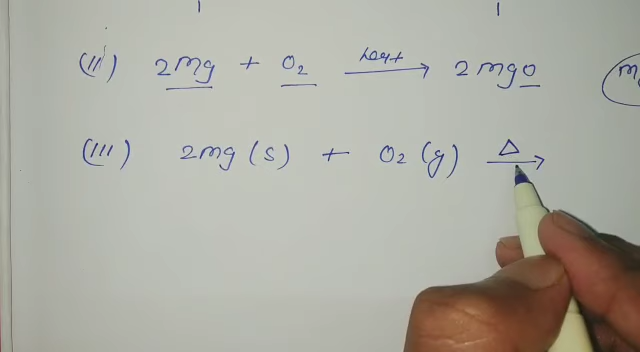 (II) 2Mg + O₂ heat→ 2MgO
(III) 2Mg(s) + O₂(g) Δ→